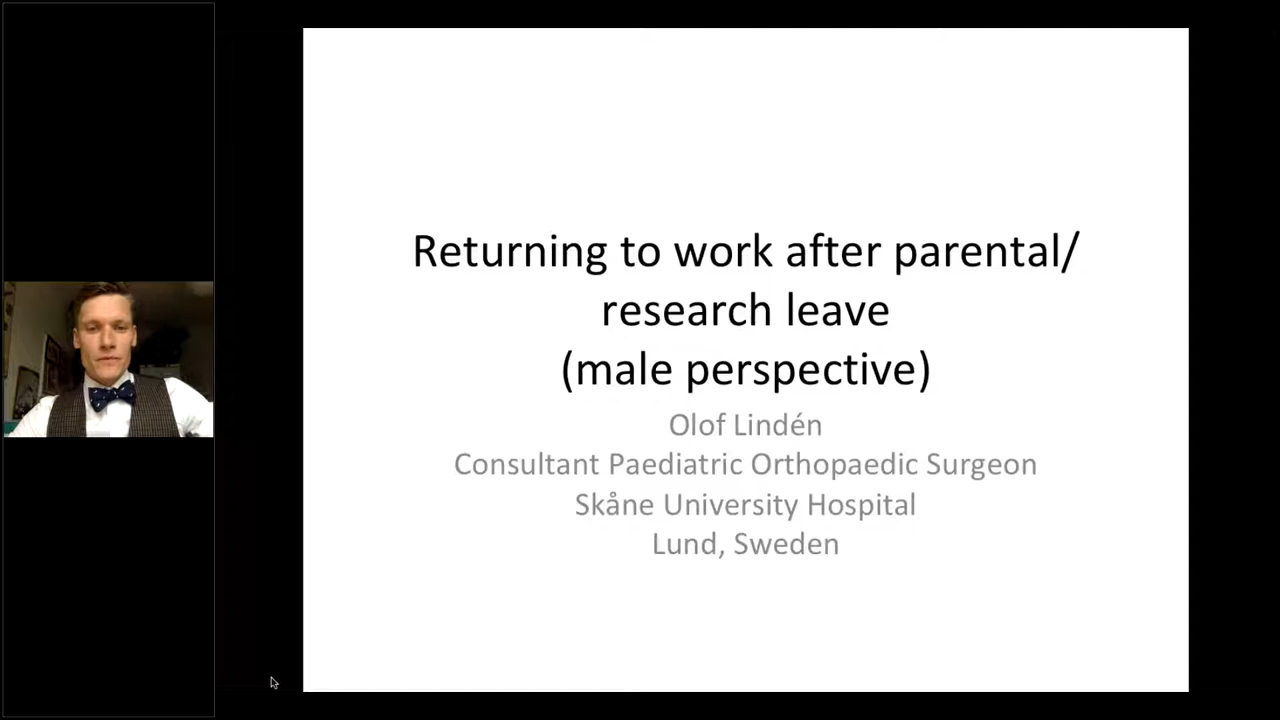 Returning to work after parental/
research leave
(male perspective)
Olof Lindén
Consultant Paediatric Orthopaedic Surgeon
Skåne University Hospital
Lund, Sweden